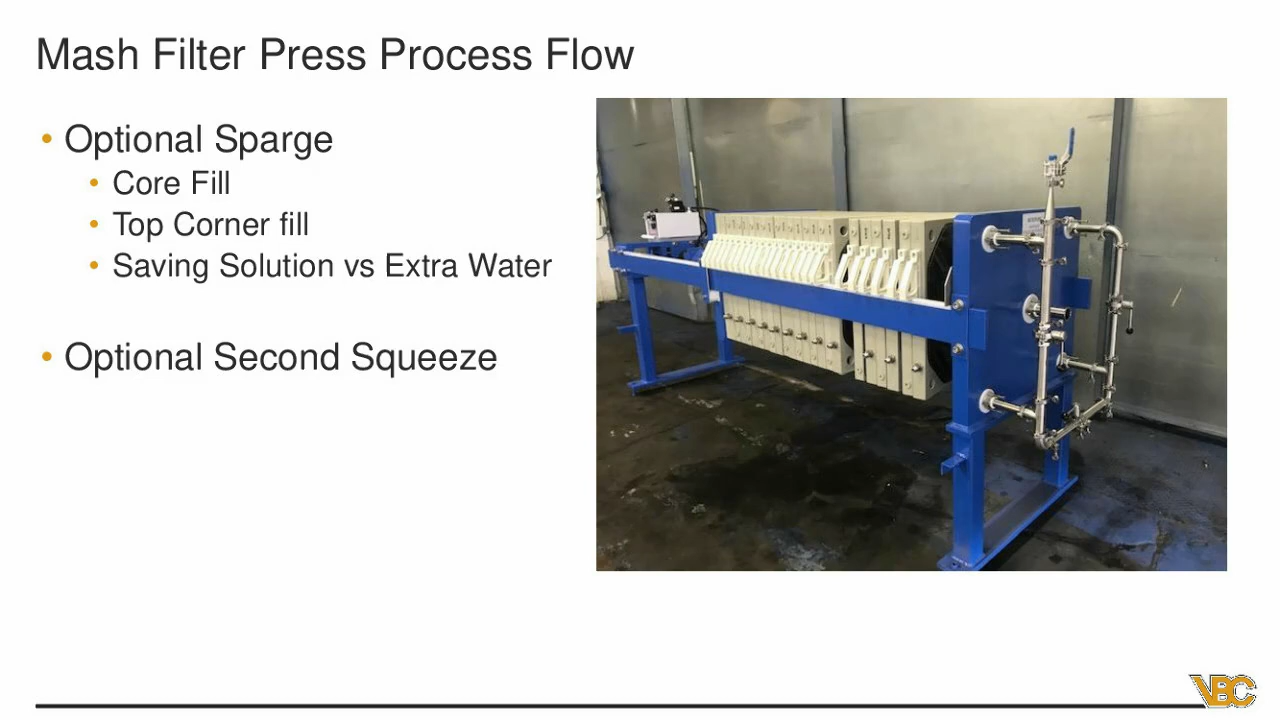 Mash Filter Press Process Flow
• Optional Sparge
• Core Fill
• Top Corner fill
• Saving Solution vs Extra Water
• Optional Second Squeeze
VBC